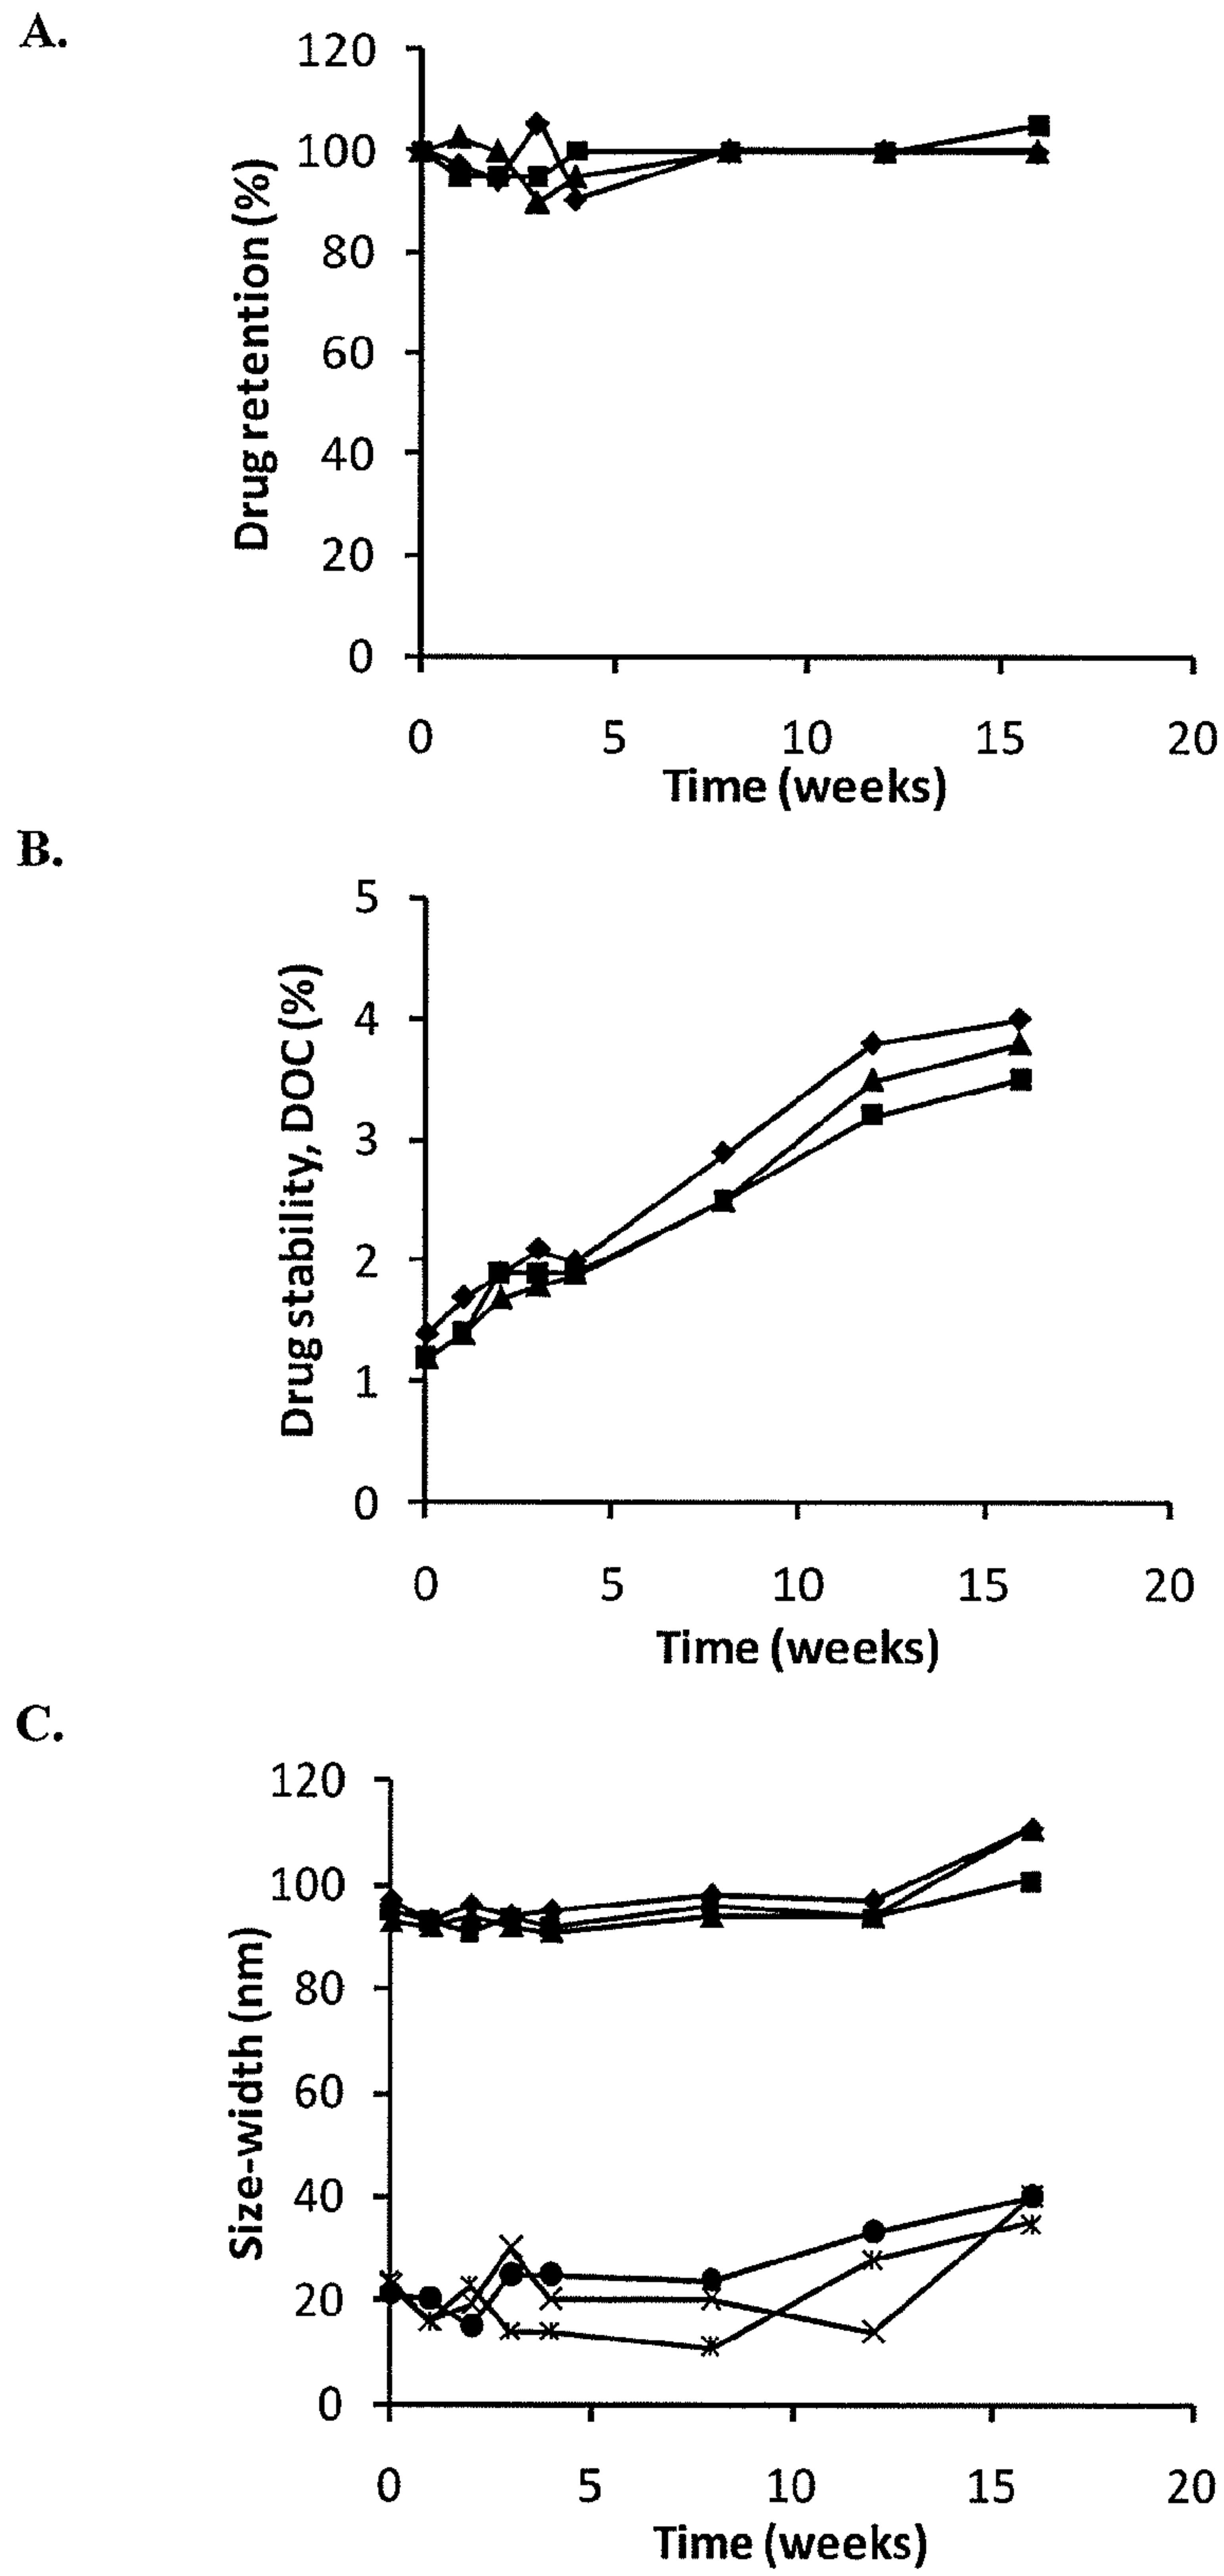 A.
120
100
80
60
40
20
0
Drug retention (%)
0 5 10 15 20
Time (weeks)
B.
5
4
3
2
1
0
Drug stability, DOC (%)
0 5 10 15 20
Time (weeks)
C.
120
100
80
60
40
20
0
Size-width (nm)
0 5 10 15 20
Time (weeks)